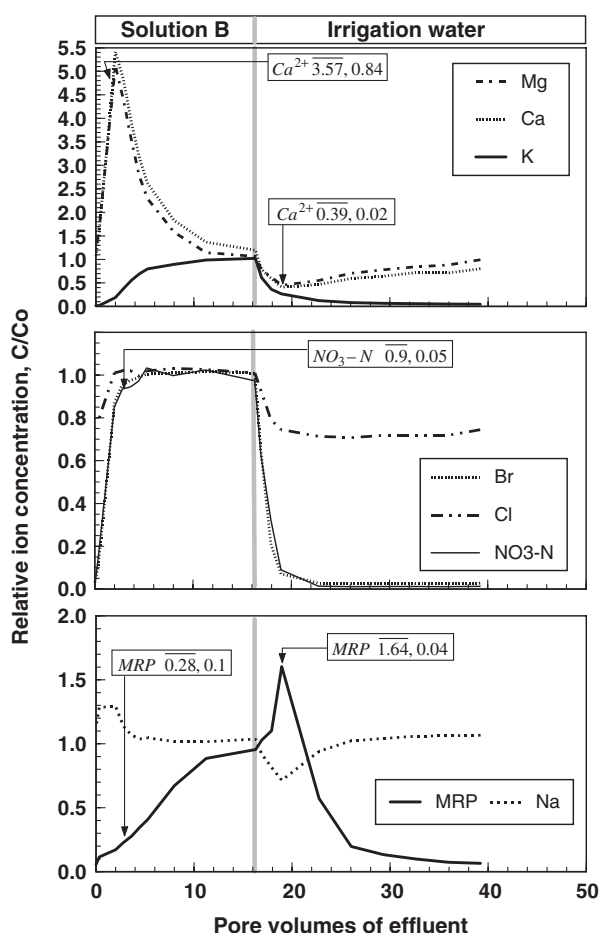 Solution B Irrigation water
Relative ion concentration, C/Co
5.5
5.0
4.5
4.0
3.5
3.0
2.5
2.0
1.5
1.0
0.5
0.0
Ca²⁺ 3.57, 0.84
Ca²⁺ 0.39, 0.02
Mg
Ca
K
1.0
0.8
0.6
0.4
0.2
0.0
NO₃–N 0.9, 0.05
Br
Cl
NO3-N
2.0
1.5
1.0
0.5
0.0
MRP 0.28, 0.1
MRP 1.64, 0.04
MRP Na
0 10 20 30 40 50
Pore volumes of effluent